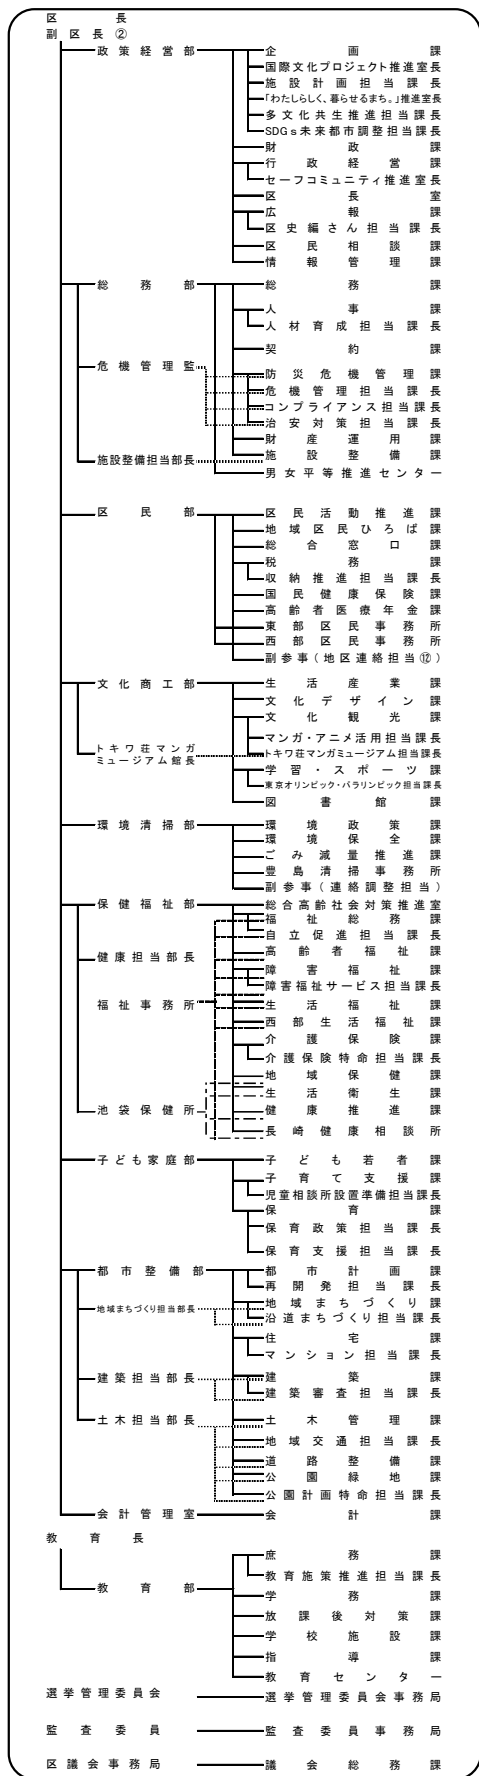 区長
副区長②
政策経営部 企画課
国際文化プロジェクト推進室長
施設計画担当課長
「わたしらしく、暮らせるまち。」推進室長
多文化共生推進担当課長
SDGs未来都市調整担当課長
財政課
行政経営課
セーフコミュニティ推進室長
区長室
広報課
区史編さん担当課長
区民相談課
情報管理課
総務部 総務課
人事課
人材育成担当課長
契約課
危機管理監 防災危機管理課
危機管理担当課長
コンプライアンス担当課長
治安対策担当課長
財産運用課
施設整備担当部長 施設整備課
男女平等推進センター
区民部 区民活動推進課
地域区民ひろば課
総合窓口課
税務課
収納推進担当課長
国民健康保険課
高齢者医療年金課
東部区民事務所
西部区民事務所
副参事(地区連絡担当⑫)
文化商工部 生活産業課
文化デザイン課
文化観光課
マンガ・アニメ活用担当課長
トキワ荘マンガミュージアム館長 トキワ荘マンガミュージアム担当課長
学習・スポーツ課
東京オリンピック・パラリンピック担当課長
図書館課
環境清掃部 環境政策課
環境保全課
ごみ減量推進課
豊島清掃事務所
副参事(連絡調整担当)
保健福祉部 総合高齢社会対策推進室
福祉総務課
自立促進担当課長
健康担当部長 高齢者福祉課
障害福祉課
障害福祉サービス担当課長
福祉事務所 生活福祉課
西部生活福祉課
介護保険課
介護保険特命担当課長
地域保健課
生活衛生課
池袋保健所 健康推進課
長崎健康相談所
子ども家庭部 子ども若者課
子育て支援課
児童相談所設置準備担当課長
保育課
保育政策担当課長
保育支援担当課長
都市整備部 都市計画課
再開発担当課長
地域まちづくり担当部長 地域まちづくり課
沿道まちづくり担当課長
住宅課
マンション担当課長
建築担当部長 建築課
建築審査担当課長
土木担当部長 土木管理課
地域交通担当課長
道路整備課
公園緑地課
公園計画特命担当課長
会計管理室 会計課
教育長
庶務課
教育施策推進担当課長
教育部 学務課
放課後対策課
学校施設課
指導課
教育センター
選挙管理委員会 選挙管理委員会事務局
監査委員 監査委員事務局
区議会事務局 議会総務課